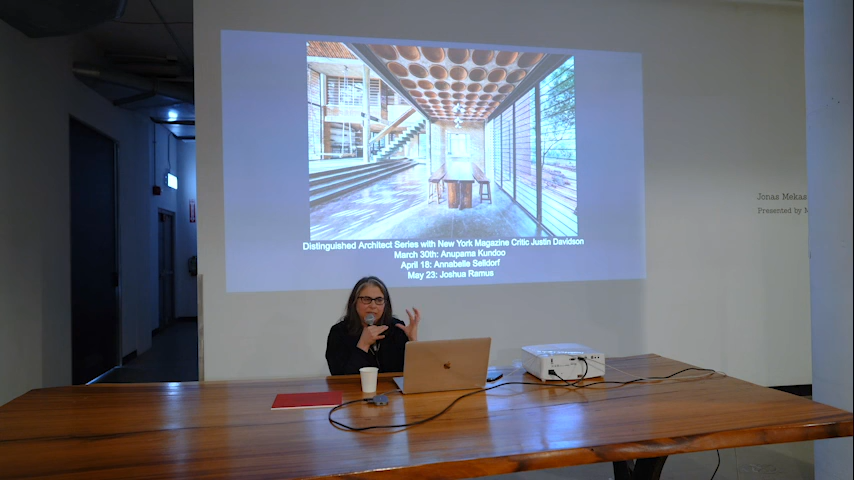 Distinguished Architect Series with New York Magazine Critic Justin Davidson
March 30th: Anupama Kundoo
April 18: Annabelle Selldorf
May 23: Joshua Ramus
Jonas Mekas
Presented by